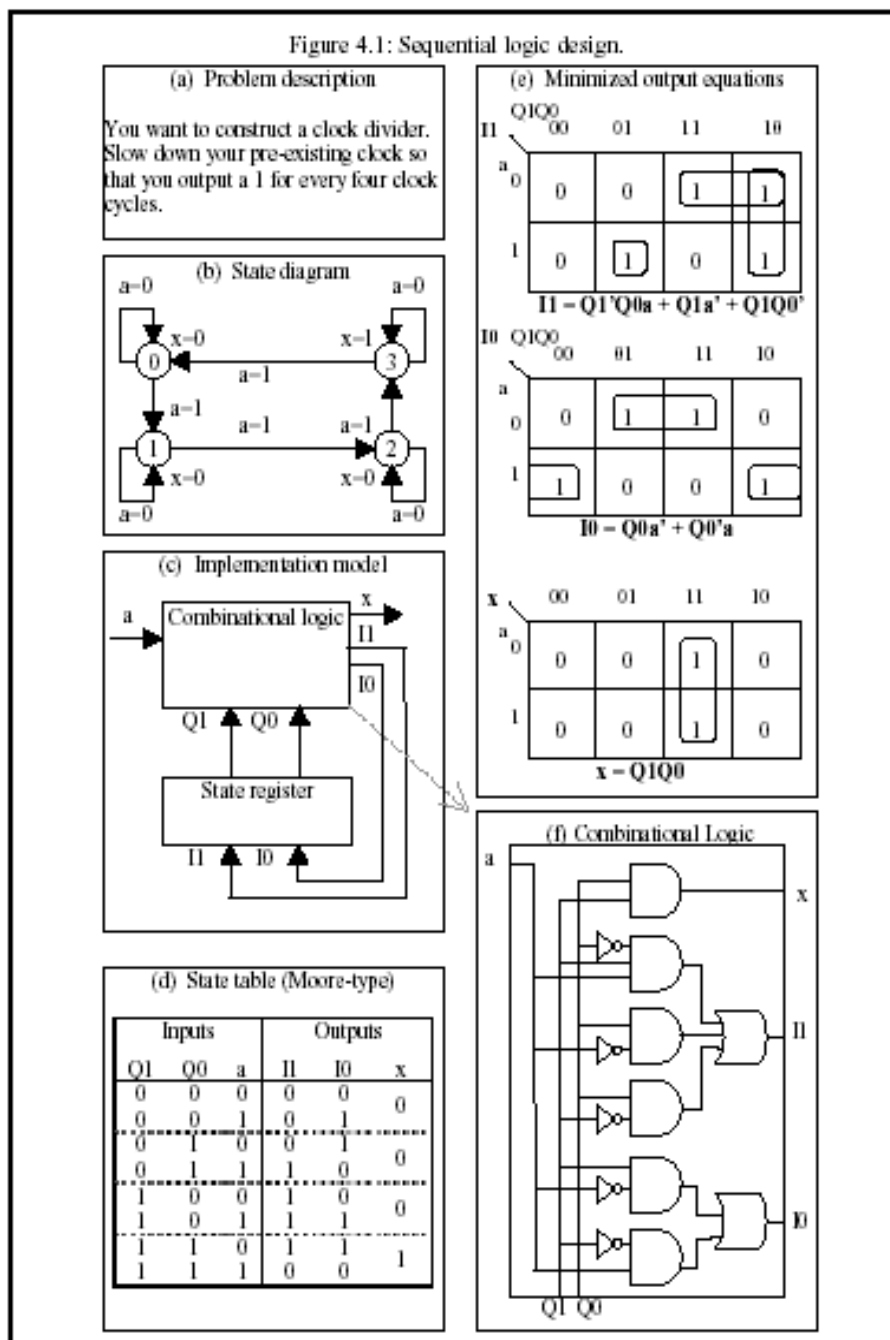 Figure 4.1: Sequential logic design.
(a) Problem description
You want to construct a clock divider.
Slow down your pre-existing clock so
that you output a 1 for every four clock
cycles.
(b) State diagram
a=0 a=0
x=0 x=1
0 3
a=1
a=1 a=1 a=1
1 2
x=0 x=0
a=0 a=0
(c) Implementation model
a Combinational logic x
I1
I0
Q1 Q0
State register
I1 I0
(d) State table (Moore-type)
Inputs Outputs
Q1 Q0 a I1 I0 x
0 0 0 0 0 0
0 0 1 0 1
0 1 0 0 1 0
0 1 1 1 0
1 0 0 1 0 0
1 0 1 1 1
1 1 0 1 1 1
1 1 1 0 0
(e) Minimized output equations
I1 Q1Q0 00 01 11 10
a
0 0 0 1 1
1 0 1 0 1
I1 = Q1'Q0a + Q1a' + Q1Q0'
I0 Q1Q0 00 01 11 10
a
0 0 1 1 0
1 1 0 0 1
I0 = Q0a' + Q0'a
x 00 01 11 10
a
0 0 0 1 0
1 0 0 1 0
x = Q1Q0
(f) Combinational Logic
a
x
I1
I0
Q1 Q0